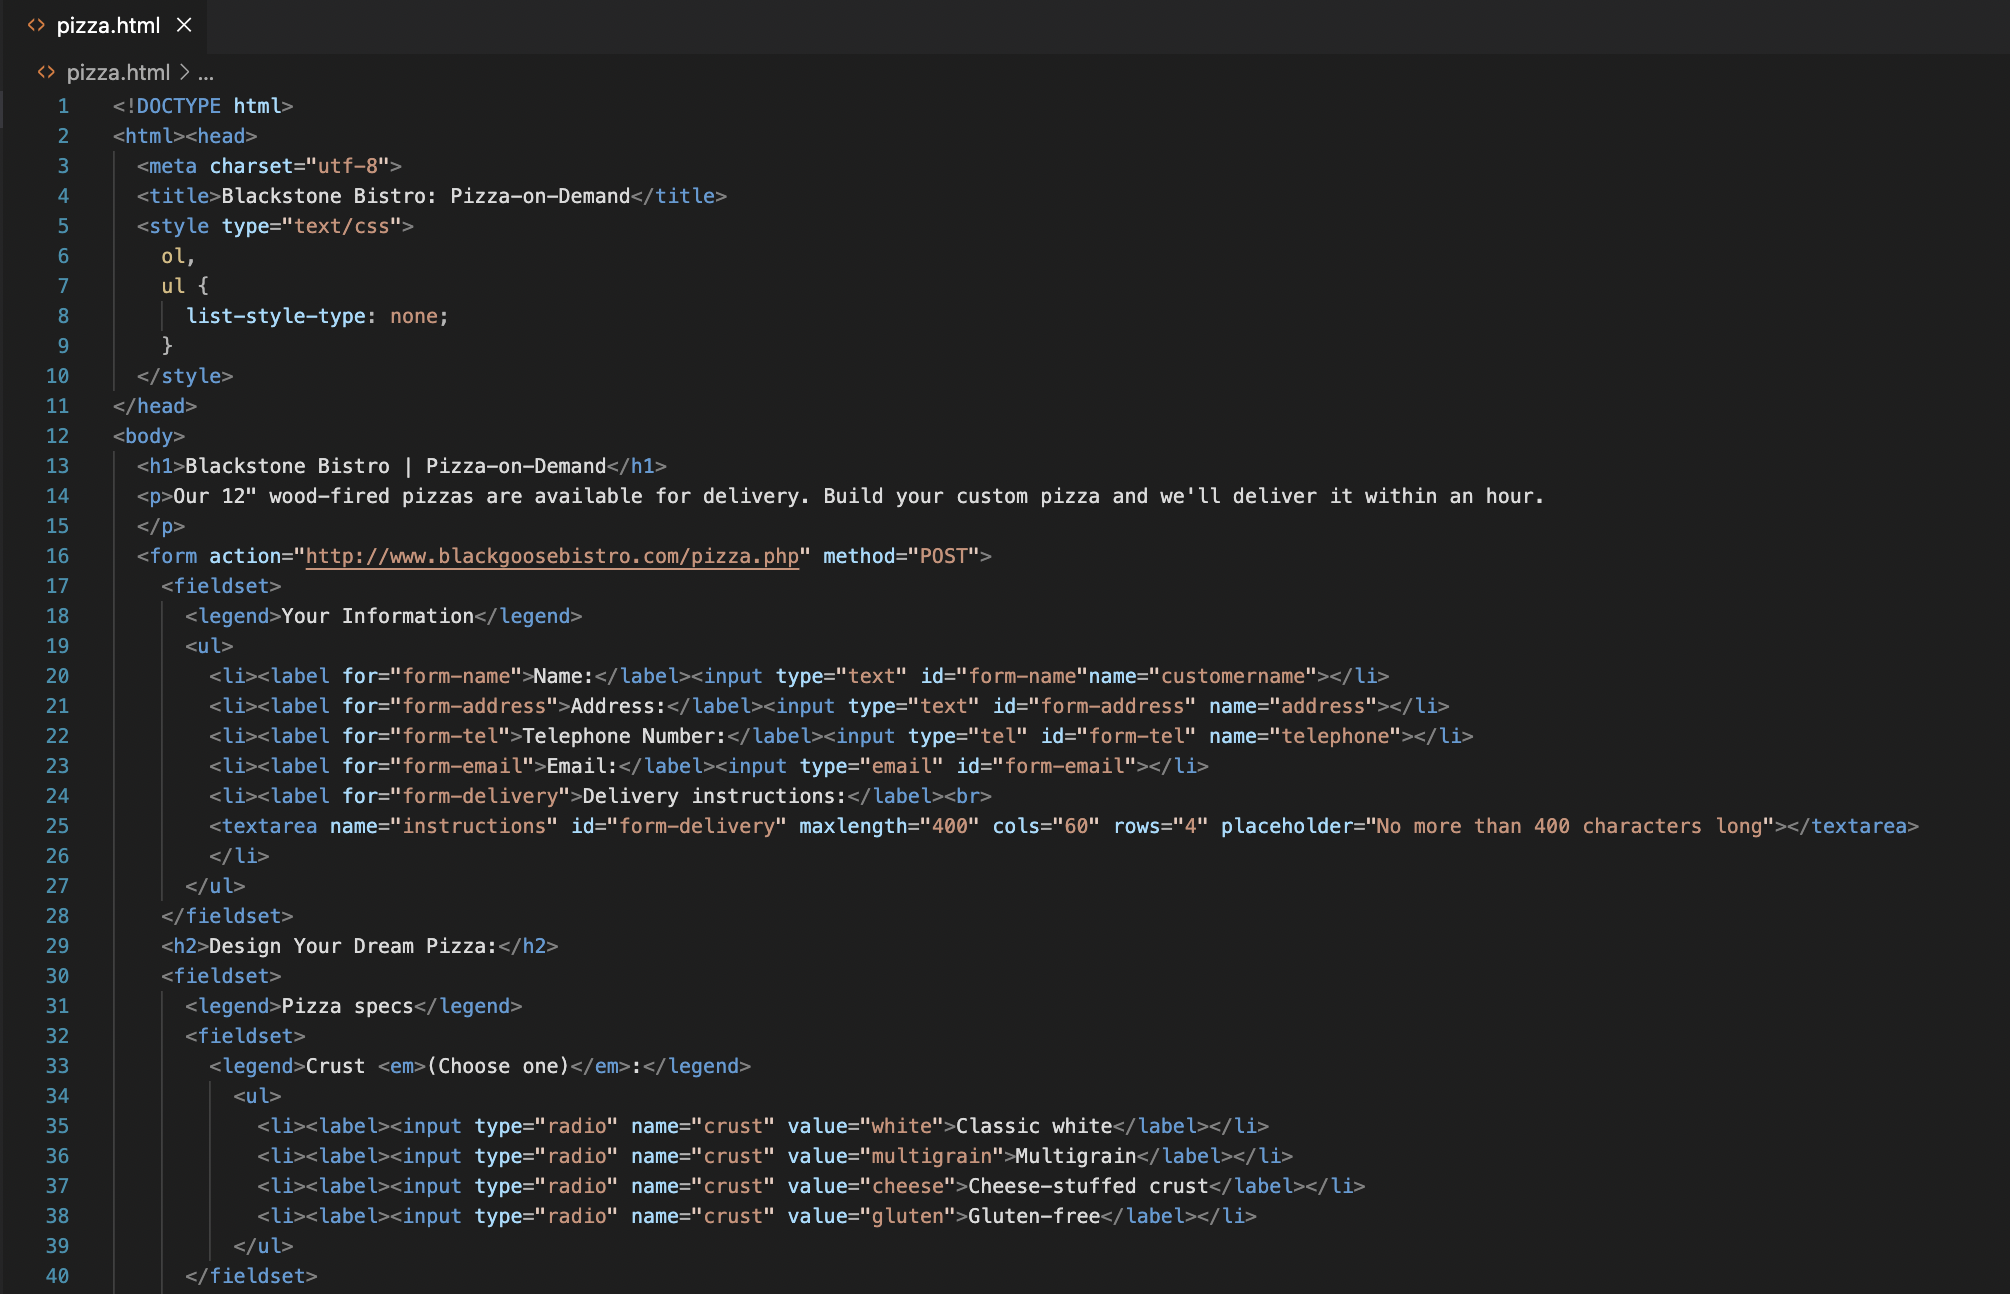 pizza.html
pizza.html > ...
1 <!DOCTYPE html>
2 <html><head>
3   <meta charset="utf-8">
4   <title>Blackstone Bistro: Pizza-on-Demand</title>
5   <style type="text/css">
6     ol,
7     ul {
8       list-style-type: none;
9     }
10   </style>
11 </head>
12 <body>
13   <h1>Blackstone Bistro | Pizza-on-Demand</h1>
14   <p>Our 12" wood-fired pizzas are available for delivery. Build your custom pizza and we'll deliver it within an hour.
15   </p>
16   <form action="http://www.blackgoosebistro.com/pizza.php" method="POST">
17     <fieldset>
18       <legend>Your Information</legend>
19       <ul>
20         <li><label for="form-name">Name:</label><input type="text" id="form-name"name="customername"></li>
21         <li><label for="form-address">Address:</label><input type="text" id="form-address" name="address"></li>
22         <li><label for="form-tel">Telephone Number:</label><input type="tel" id="form-tel" name="telephone"></li>
23         <li><label for="form-email">Email:</label><input type="email" id="form-email"></li>
24         <li><label for="form-delivery">Delivery instructions:</label><br>
25         <textarea name="instructions" id="form-delivery" maxlength="400" cols="60" rows="4" placeholder="No more than 400 characters long"></textarea>
26         </li>
27       </ul>
28     </fieldset>
29     <h2>Design Your Dream Pizza:</h2>
30     <fieldset>
31       <legend>Pizza specs</legend>
32       <fieldset>
33         <legend>Crust <em>(Choose one)</em>:</legend>
34           <ul>
35             <li><label><input type="radio" name="crust" value="white">Classic white</label></li>
36             <li><label><input type="radio" name="crust" value="multigrain">Multigrain</label></li>
37             <li><label><input type="radio" name="crust" value="cheese">Cheese-stuffed crust</label></li>
38             <li><label><input type="radio" name="crust" value="gluten">Gluten-free</label></li>
39           </ul>
40       </fieldset>